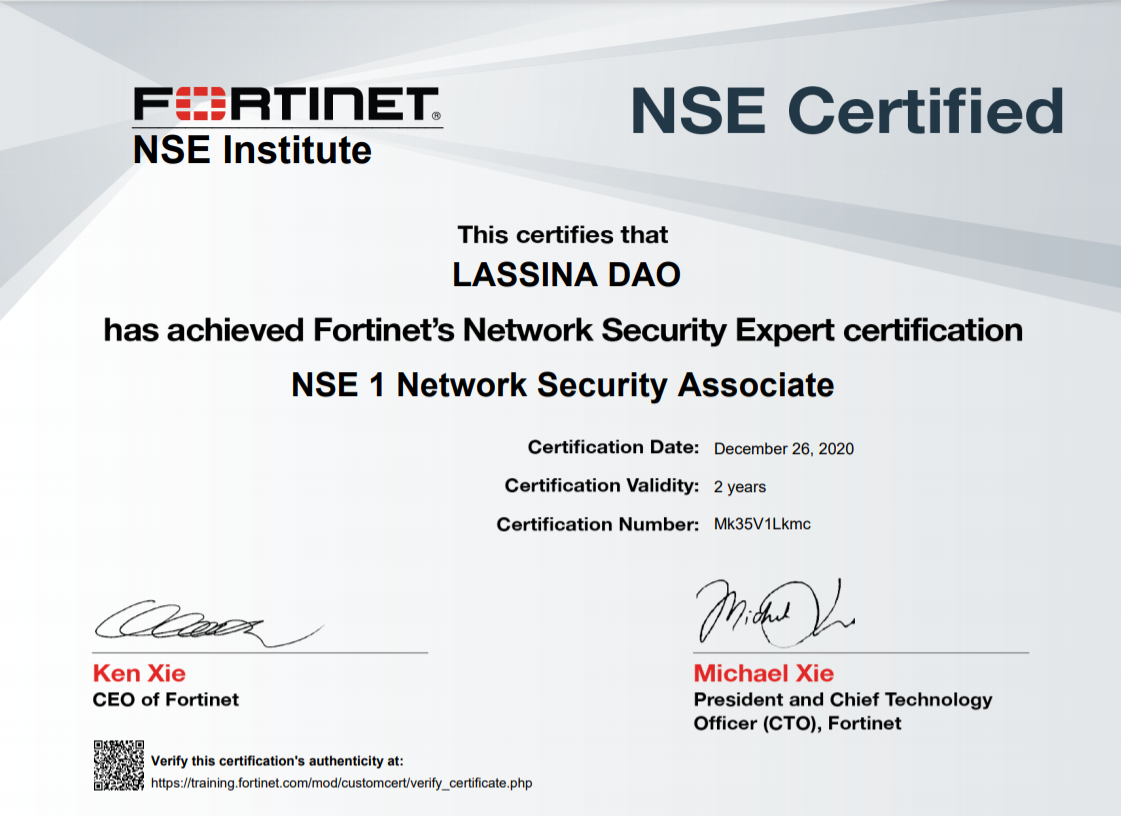 FORTINET®
NSE Institute
NSE Certified
This certifies that
LASSINA DAO
has achieved Fortinet’s Network Security Expert certification
NSE 1 Network Security Associate
Certification Date: December 26, 2020
Certification Validity: 2 years
Certification Number: Mk35V1Lkmc
Ken Xie
CEO of Fortinet
Michael Xie
President and Chief Technology
Officer (CTO), Fortinet
Verify this certification's authenticity at:
https://training.fortinet.com/mod/customcert/verify_certificate.php